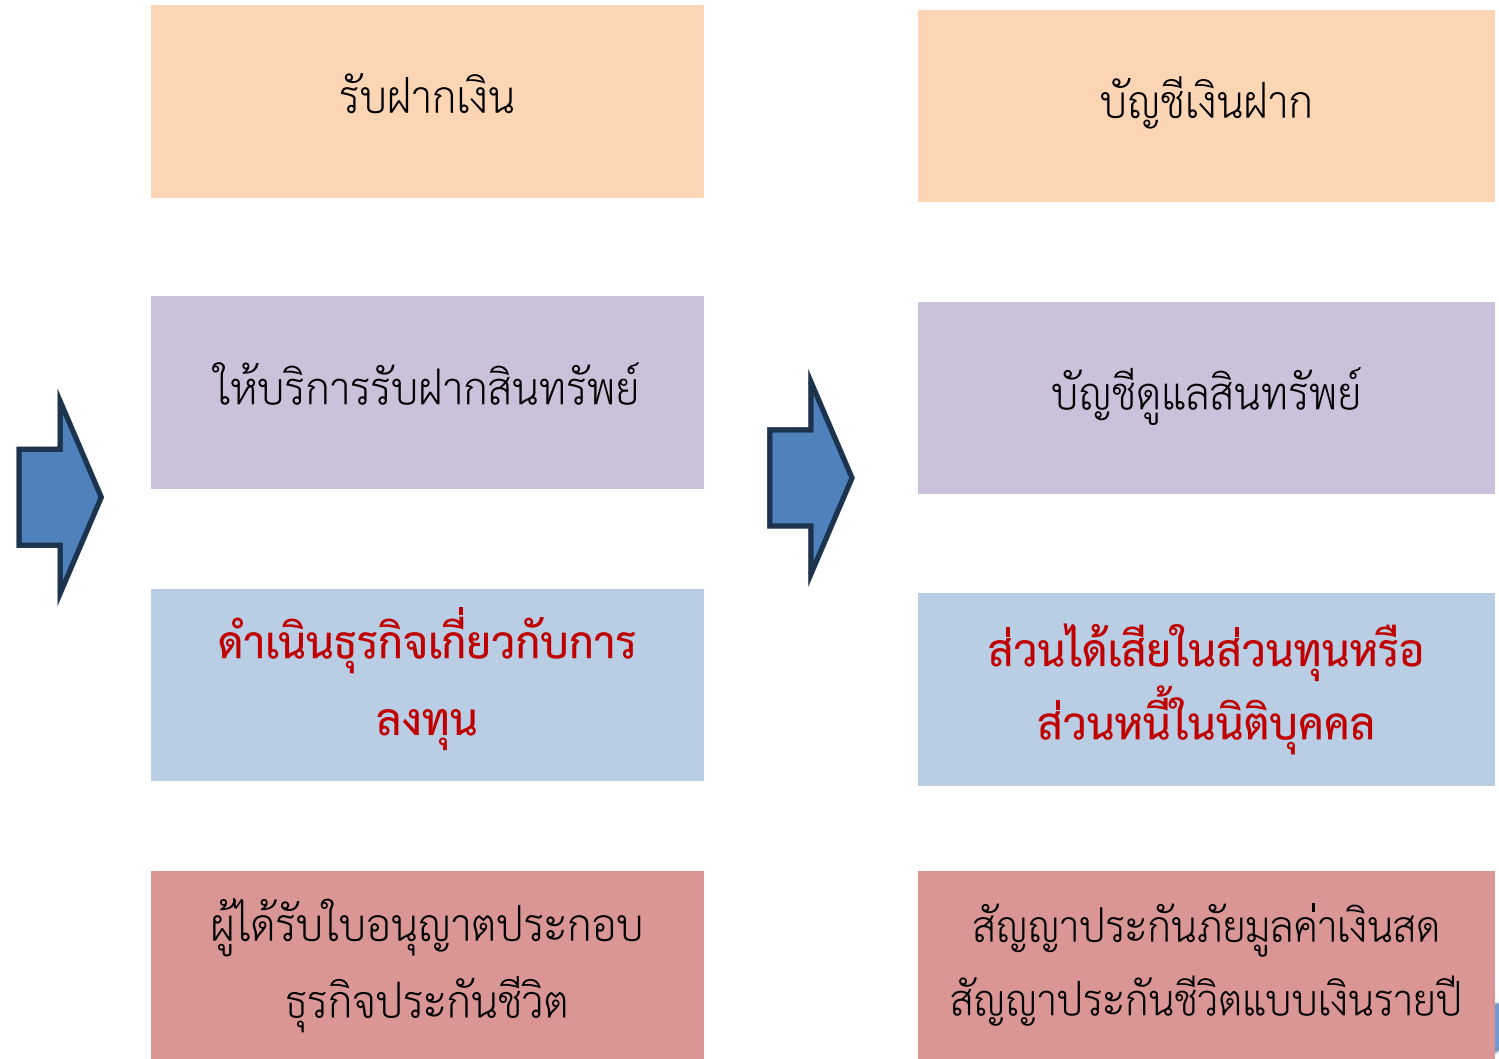 รับฝากเงิน
บัญชีเงินฝาก
ให้บริการรับฝากสินทรัพย์
บัญชีดูแลสินทรัพย์
ดำเนินธุรกิจเกี่ยวกับการ
ลงทุน
ส่วนได้เสียในส่วนทุนหรือ
ส่วนหนี้ในนิติบุคคล
ผู้ได้รับใบอนุญาตประกอบ
ธุรกิจประกันชีวิต
สัญญาประกันภัยมูลค่าเงินสด
สัญญาประกันชีวิตแบบเงินรายปี